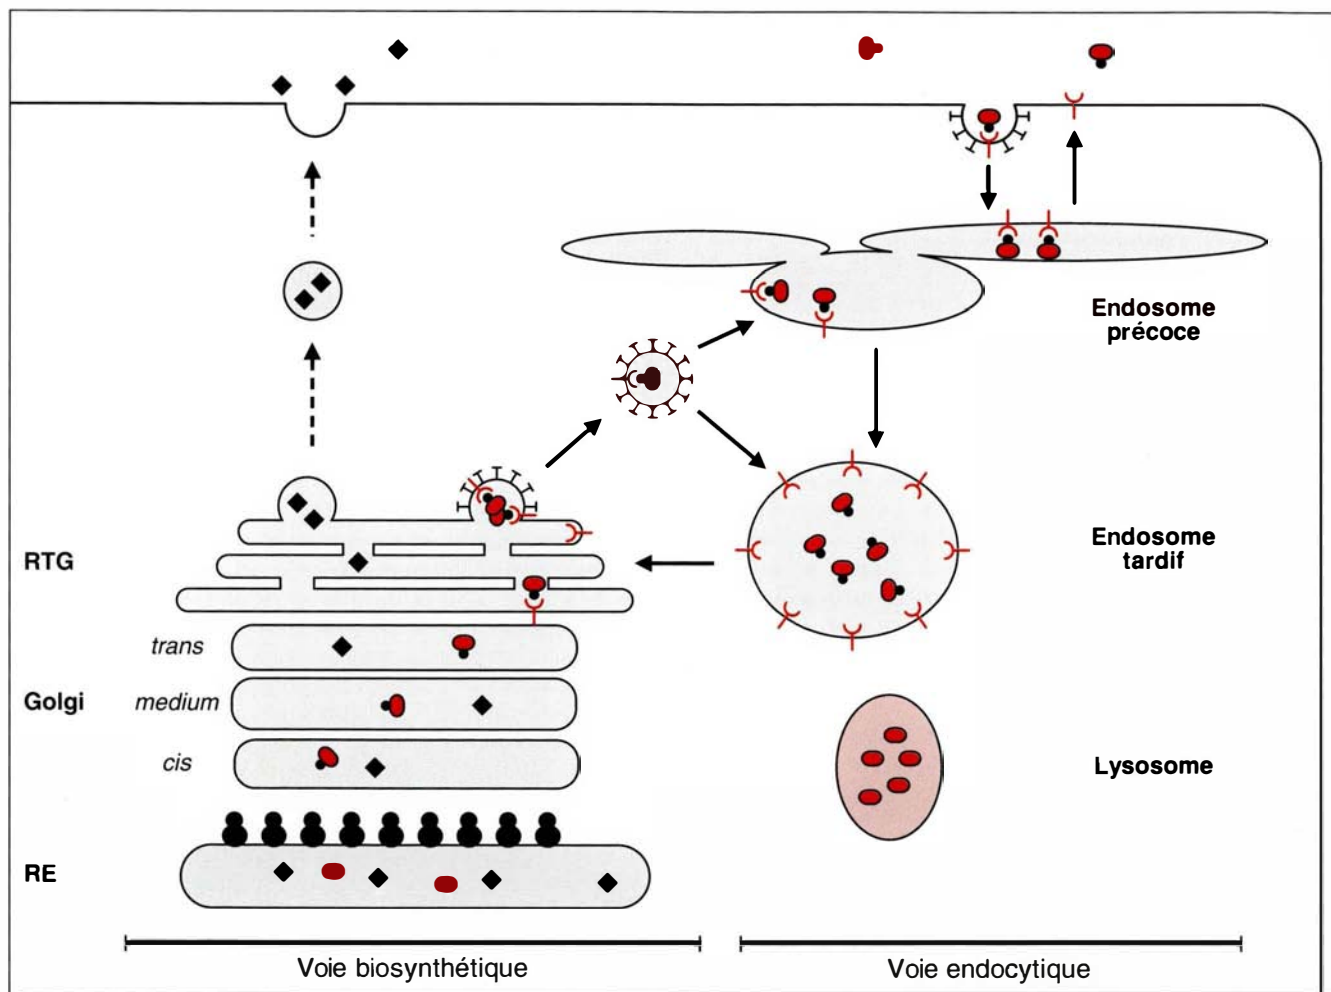 Endosome
précoce
RTG
Endosome
tardif
trans
Golgi medium
cis
Lysosome
RE
Voie biosynthétique
Voie endocytique